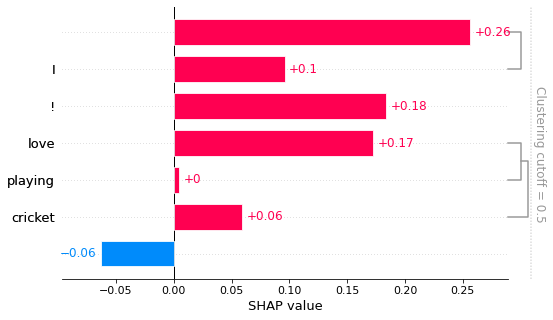 +0.26
I
+0.1
!
+0.18
love
+0.17
playing
+0
cricket
+0.06
−0.06
Clustering cutoff = 0.5
−0.05
0.00
0.05
0.10
0.15
0.20
0.25
SHAP value